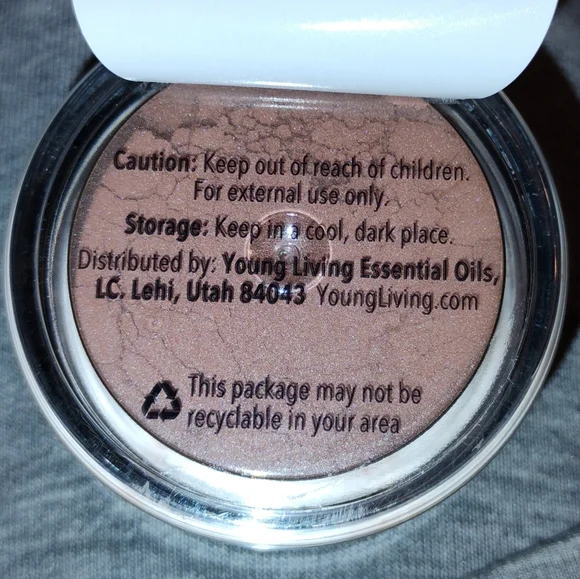 Caution: Keep out of reach of children.
For external use only.
Storage: Keep in a cool, dark place.
Distributed by: Young Living Essential Oils,
LC. Lehi, Utah 84043 YoungLiving.com
This package may not be
recyclable in your area